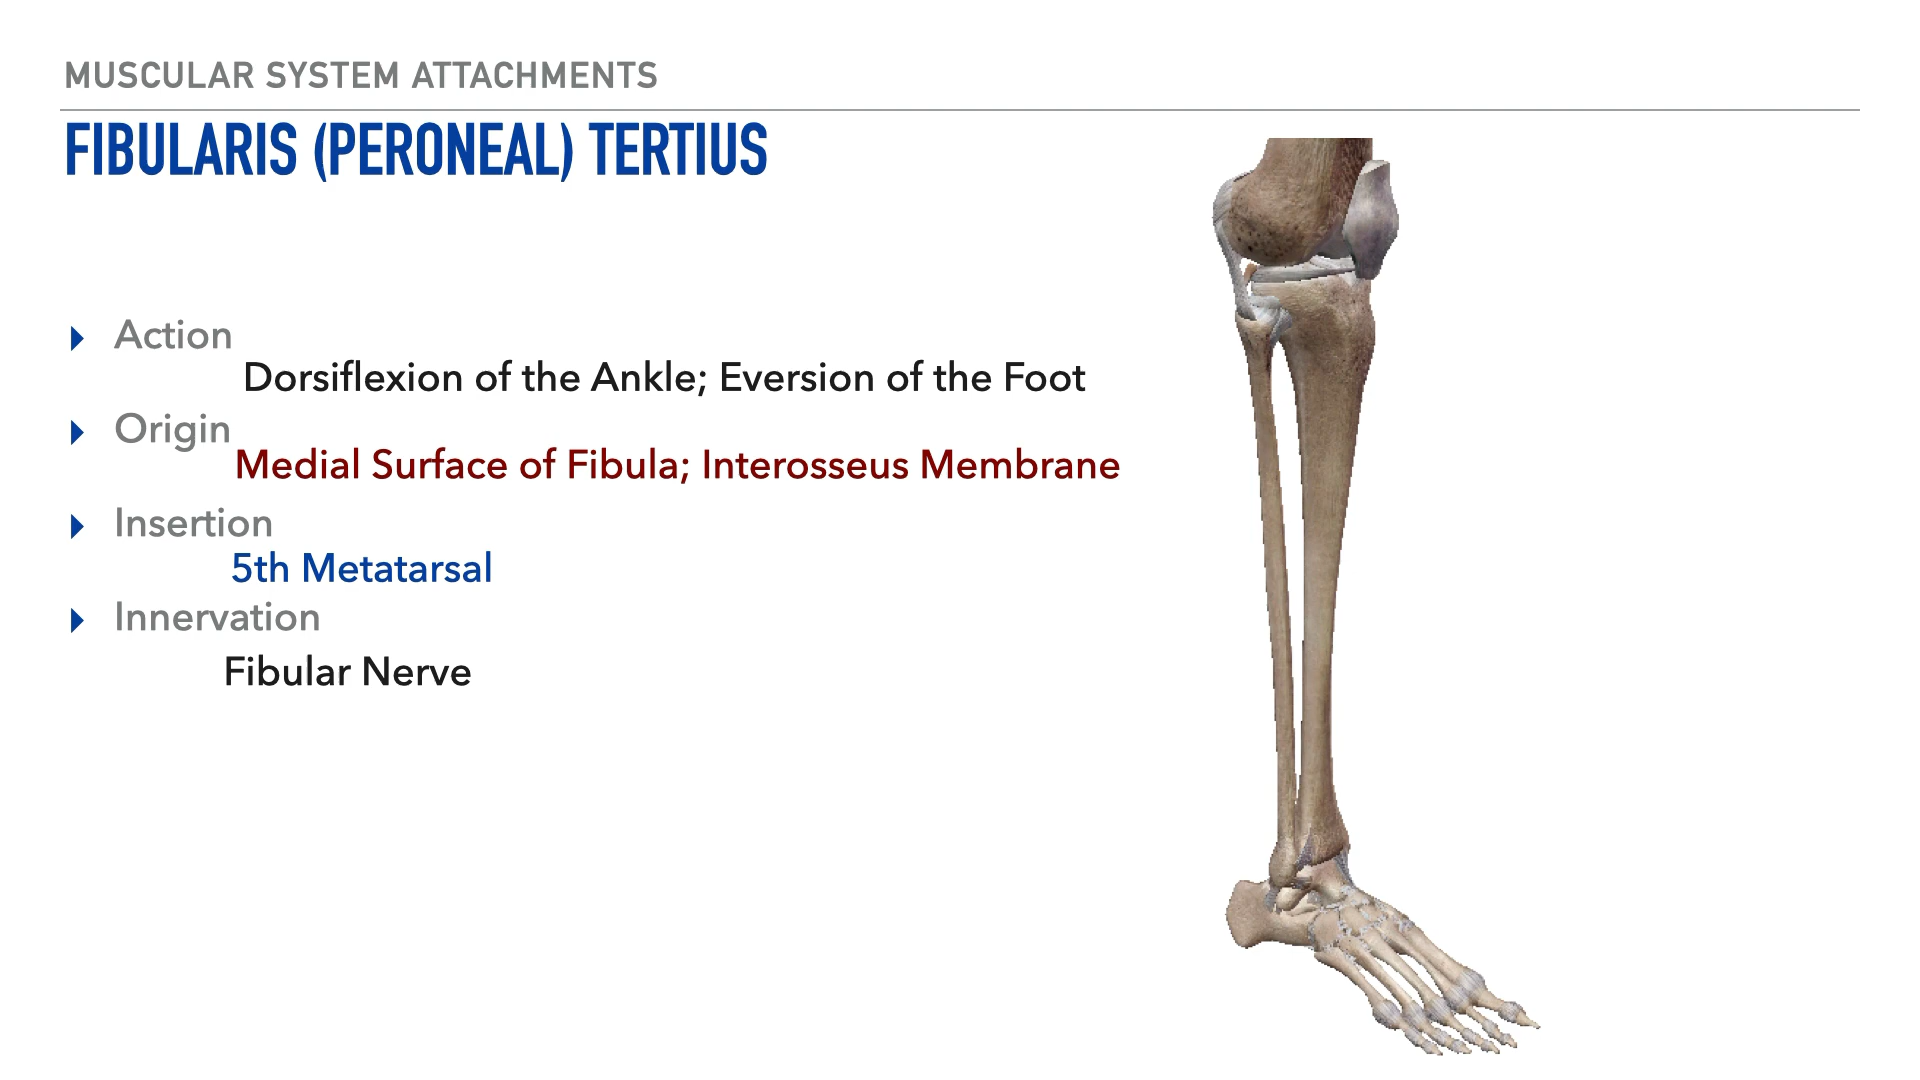 MUSCULAR SYSTEM ATTACHMENTS
FIBULARIS (PERONEAL) TERTIUS
Action
Dorsiflexion of the Ankle; Eversion of the Foot
Origin
Medial Surface of Fibula; Interosseus Membrane
Insertion
5th Metatarsal
Innervation
Fibular Nerve